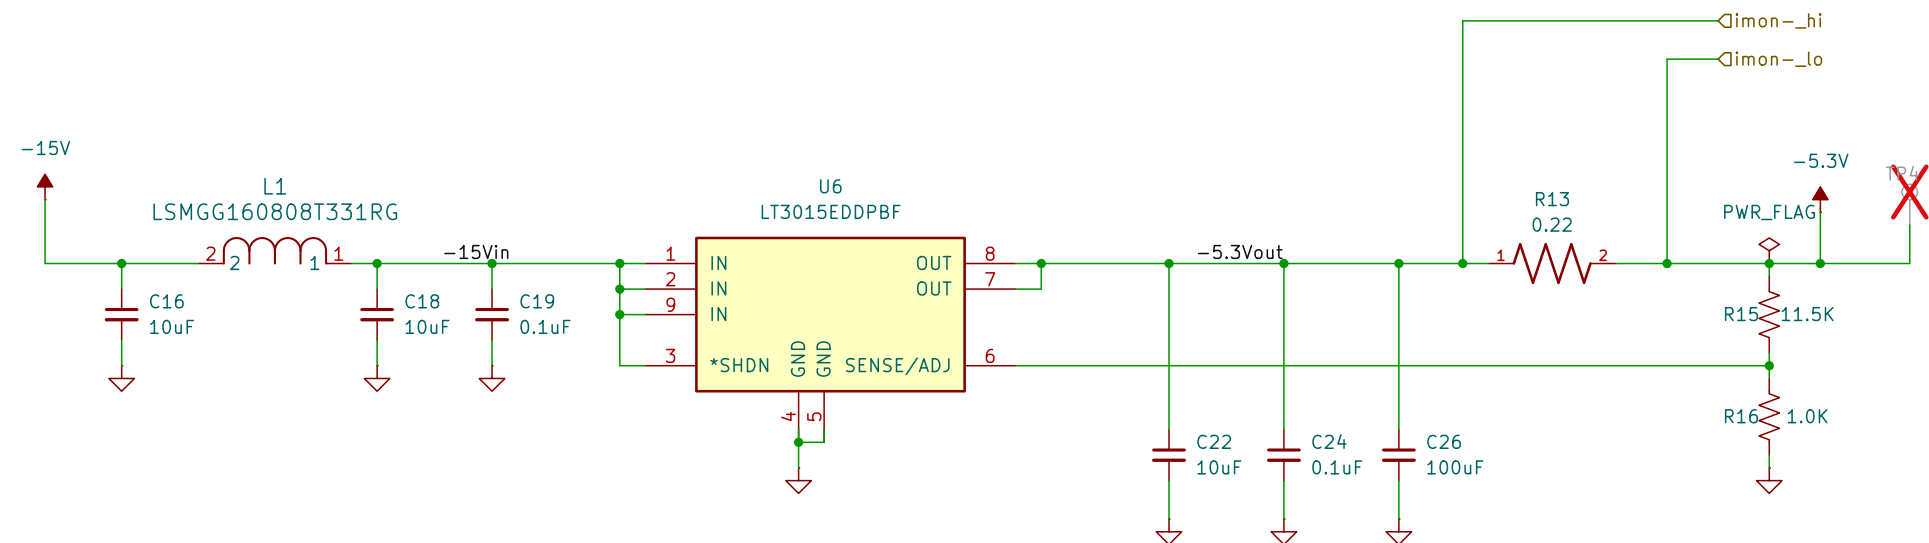 imon-_hi
imon-_lo
-15V
L1
LSMGG160808T331RG
2
2
1
1
-15Vin
C16
10uF
C18
10uF
C19
0.1uF
U6
LT3015EDDPBF
1
IN
2
IN
9
IN
3
*SHDN
GND
GND
4
5
OUT
8
OUT
7
SENSE/ADJ
6
-5.3Vout
C22
10uF
C24
0.1uF
C26
100uF
R13
0.22
1
2
PWR_FLAG
-5.3V
TP4
R15
11.5K
R16
1.0K